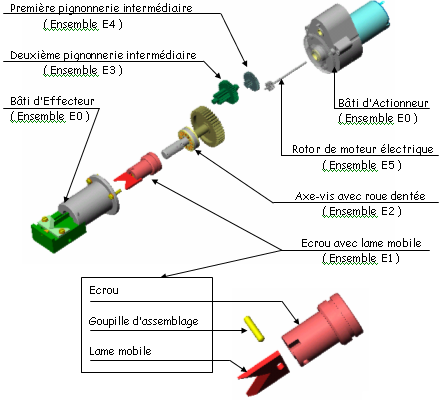 Première pignonnerie intermédiaire
( Ensemble E4 )
Deuxième pignonnerie intermédiaire
( Ensemble E3 )
Bâti d'Effecteur
( Ensemble E0 )
Bâti d'Actionneur
( Ensemble E0 )
Rotor de moteur électrique
( Ensemble E5 )
Axe-vis avec roue dentée
( Ensemble E2 )
Ecrou avec lame mobile
( Ensemble E1 )
Ecrou
Goupille d'assemblage
Lame mobile